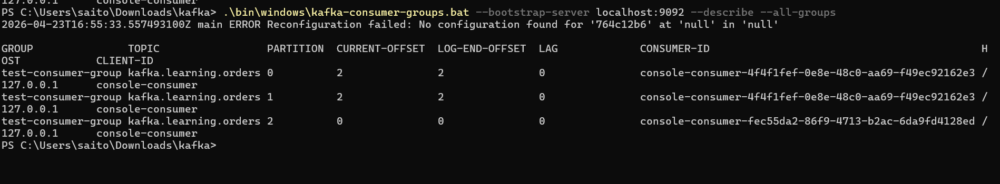 127.0.0.1      console-consumer
PS C:\Users\saito\Downloads\kafka> .\bin\windows\kafka-consumer-groups.bat --bootstrap-server localhost:9092 --describe --all-groups
2026-04-23T16:55:33.557493100Z main ERROR Reconfiguration failed: No configuration found for '764c12b6' at 'null' in 'null'
GROUP               TOPIC                 PARTITION  CURRENT-OFFSET  LOG-END-OFFSET  LAG             CONSUMER-ID                                           H
OST            CLIENT-ID
test-consumer-group kafka.learning.orders 0          2               2               0               console-consumer-4f4f1fef-0e8e-48c0-aa69-f49ec92162e3 /
127.0.0.1      console-consumer
test-consumer-group kafka.learning.orders 1          2               2               0               console-consumer-4f4f1fef-0e8e-48c0-aa69-f49ec92162e3 /
127.0.0.1      console-consumer
test-consumer-group kafka.learning.orders 2          0               0               0               console-consumer-fec55da2-86f9-4713-b2ac-6da9fd4128ed /
127.0.0.1      console-consumer
PS C:\Users\saito\Downloads\kafka>